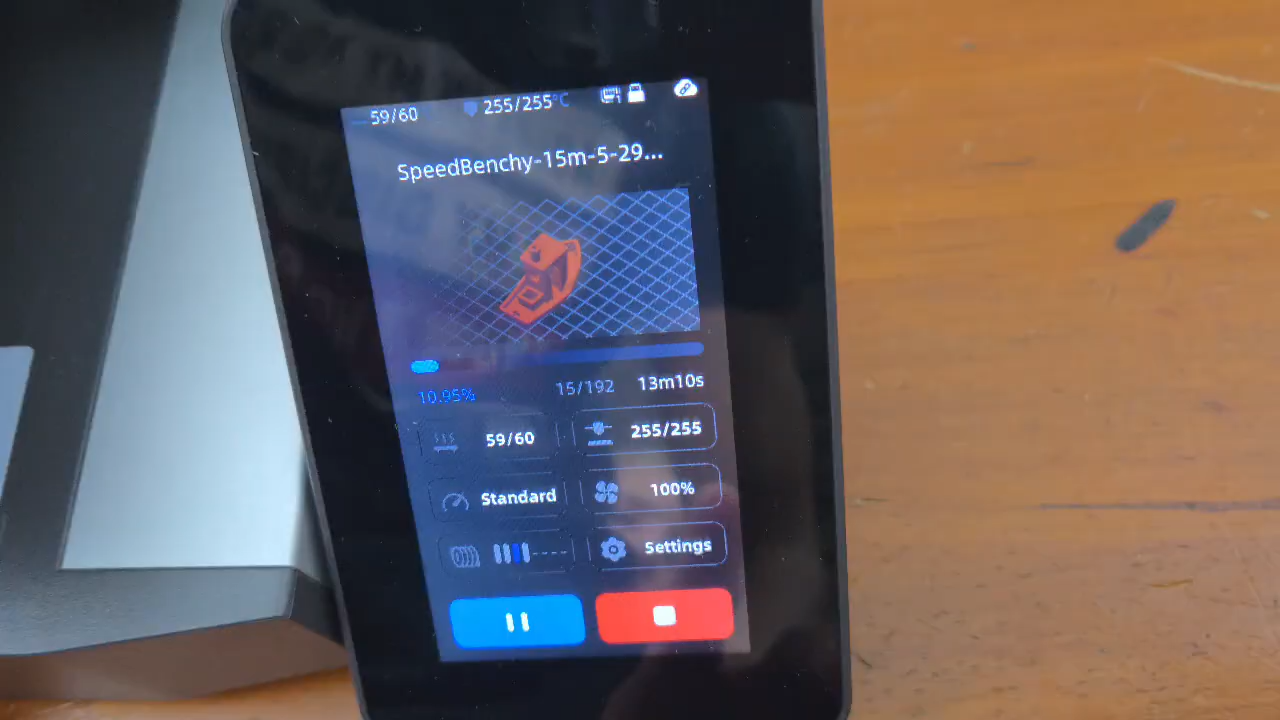 59/60 255/255°C 1
SpeedBenchy-15m-5-29...
10.95% 15/192 13m10s
59/60 255/255
Standard 100%
Settings